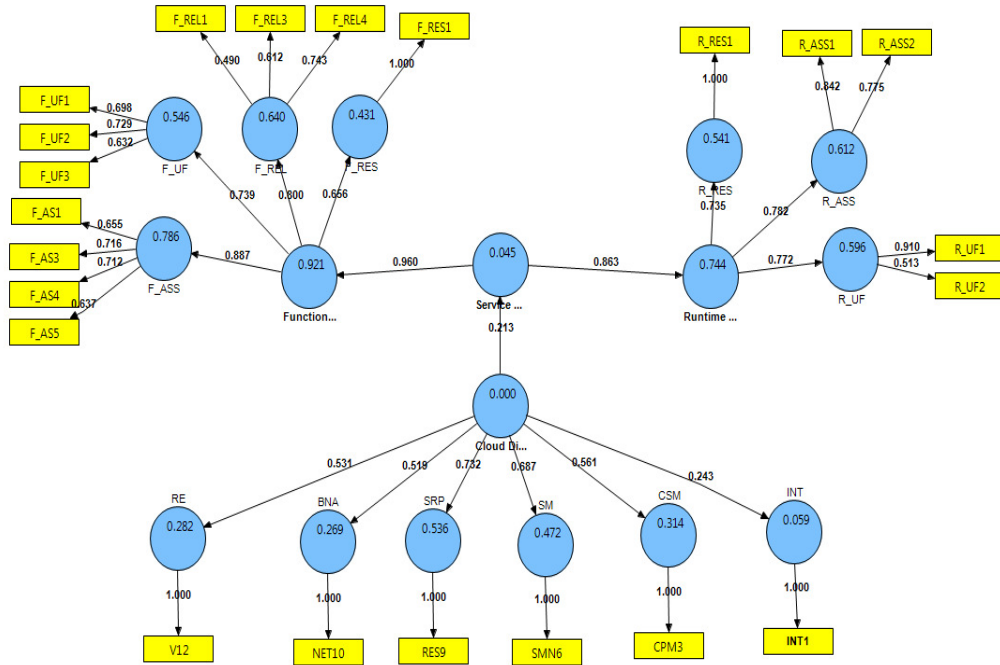 F_REL1
F_REL3
F_REL4
F_RES1
R_RES1
R_ASS1
R_ASS2
0.490
0.612
0.743
1.000
1.000
0.842
0.775
F_UF1
F_UF2
F_UF3
0.698
0.729
0.632
0.546
F_UF
0.640
F_REL
0.431
F_RES
0.541
R_RES
0.612
R_ASS
0.739
0.800
0.656
0.735
0.782
F_AS1
F_AS3
F_AS4
F_AS5
0.655
0.716
0.712
0.637
0.786
F_ASS
0.887
0.921
Function...
0.960
0.045
Service ...
0.863
0.744
Runtime ...
0.772
0.596
R_UF
0.910
0.513
R_UF1
R_UF2
0.213
0.000
Cloud Di...
0.531
0.519
0.732
0.687
0.561
0.243
RE
BNA
SRP
SM
CSM
INT
0.282
0.269
0.536
0.472
0.314
0.059
1.000
1.000
1.000
1.000
1.000
1.000
V12
NET10
RES9
SMN6
CPM3
INT1